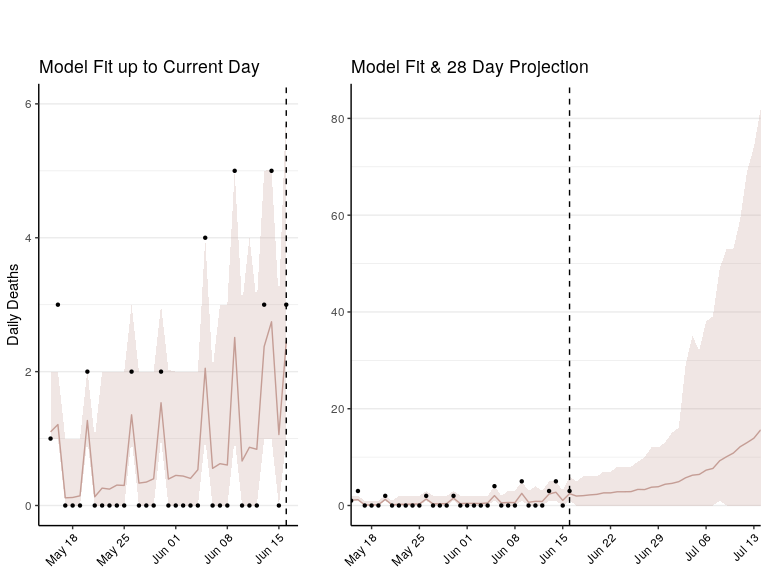 Model Fit up to Current Day
Model Fit & 28 Day Projection
Daily Deaths
6
4
2
0
May 18
May 25
Jun 01
Jun 08
Jun 15
80
60
40
20
0
May 18
May 25
Jun 01
Jun 08
Jun 15
Jun 22
Jun 29
Jul 06
Jul 13